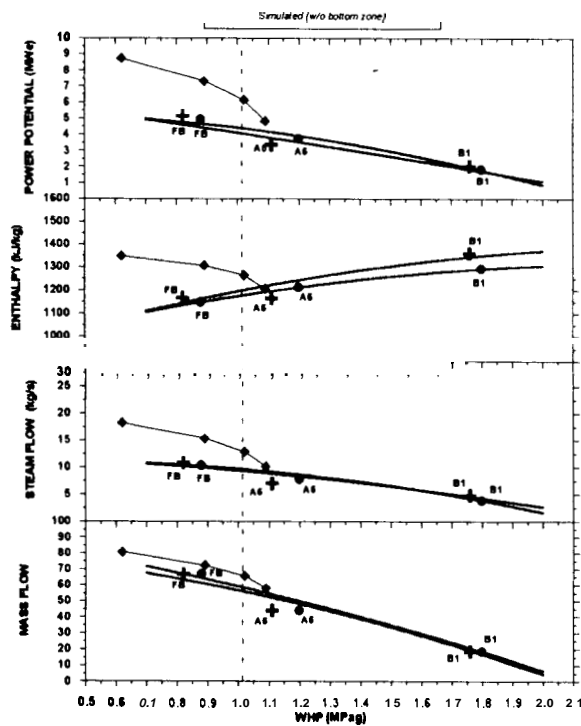 Simulated (w/o bottom zone)
POWER POTENTIAL (MWe)
10
9
8
7
6
5
4
3
2
1
FB
FB
A6
B1
B1
ENTHALPY (kJ/kg)
1600
1400
1300
1200
1100
1000
FB
FB
A6
A6
B1
B1
STEAM FLOW (kg/s)
30
25
20
15
10
5
FB
FB
A6
A6
B1
B1
MASS FLOW
100
90
80
70
60
50
40
30
20
10
0
FB
FB
A6
A6
B1
B1
0.5 0.6 0.7 0.8 0.9 1.0 1.1 1.2 1.3 1.4 1.5 1.6 1.7 1.8 1.9 2.0 2.1
WHP (MPag)